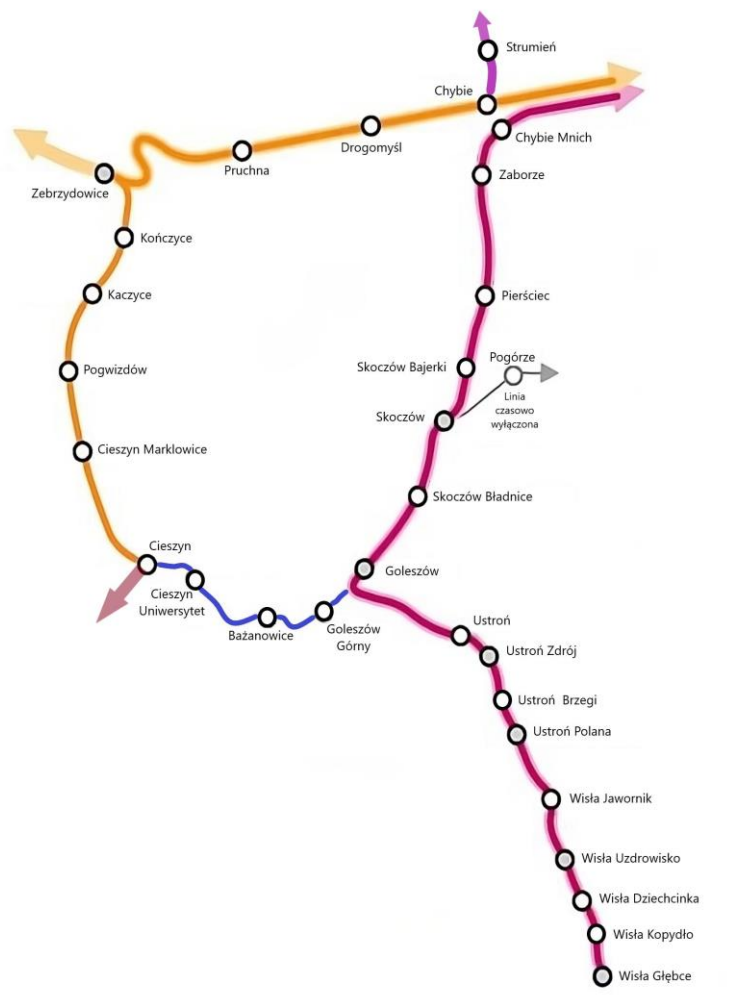 Strumień
Chybie
Chybie Mnich
Drogomyśl
Pruchna
Zaborze
Zebrzydowice
Kończyce
Kaczyce
Pierściec
Pogórze
Skoczów Bajerki
Pogwizdów
Linia
czasowo
wyłączona
Skoczów
Cieszyn Marklowice
Skoczów Bładnice
Cieszyn
Goleszów
Cieszyn
Uniwersytet
Bażanowice
Goleszów
Górny
Ustroń
Ustroń Zdrój
Ustroń Brzegi
Ustroń Polana
Wisła Jawornik
Wisła Uzdrowisko
Wisła Dziechcinka
Wisła Kopydło
Wisła Głębce